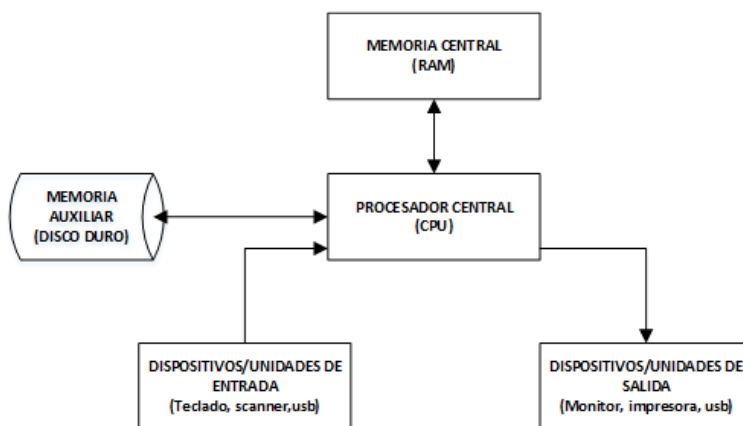 MEMORIA CENTRAL
(RAM)
MEMORIA
AUXILIAR
(DISCO DURO)
PROCESADOR CENTRAL
(CPU)
DISPOSITIVOS/UNIDADES DE
ENTRADA
(Teclado, scanner,usb)
DISPOSITIVOS/UNIDADES DE
SALIDA
(Monitor, impresora, usb)